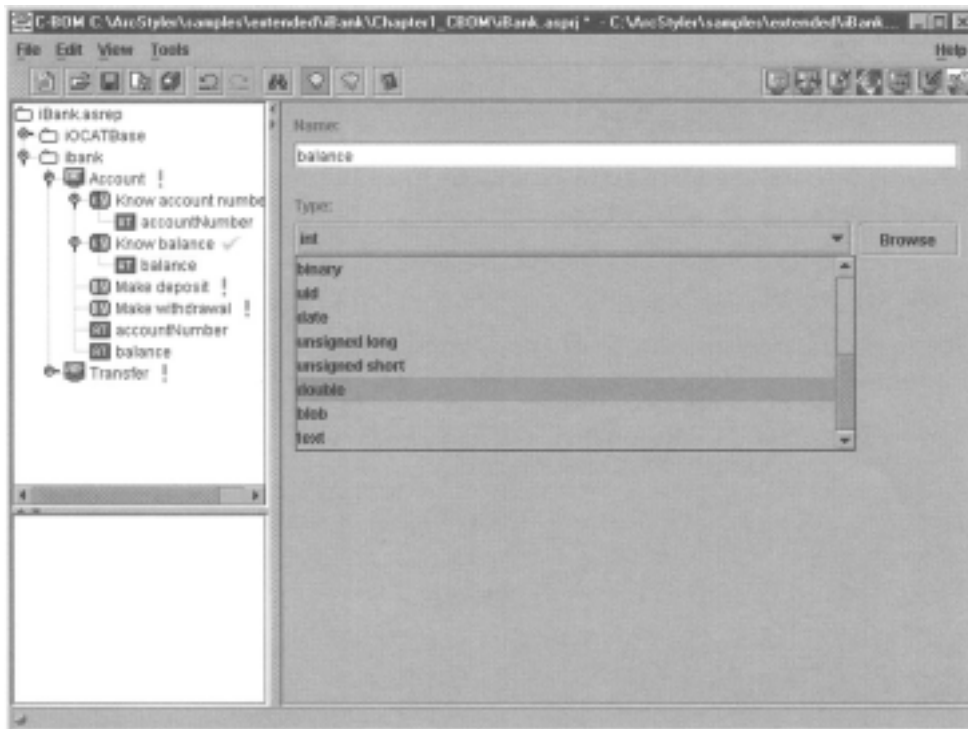 C-BOM C:\ArcStyler\samples\extended\iBank\Chapter1_CBOM\iBank.asprj * - C:\ArcStyler\samples\extended\iBank...
File Edit View Tools Help
iBank.asrep
iOCATBase
ibank
Account !
Know account numbe
accountNumber
Know balance
balance
Make deposit !
Make withdrawal !
accountNumber
balance
Transfer !
Name:
balance
Type:
int
Browse
binary
uid
date
unsigned long
unsigned short
double
blob
text